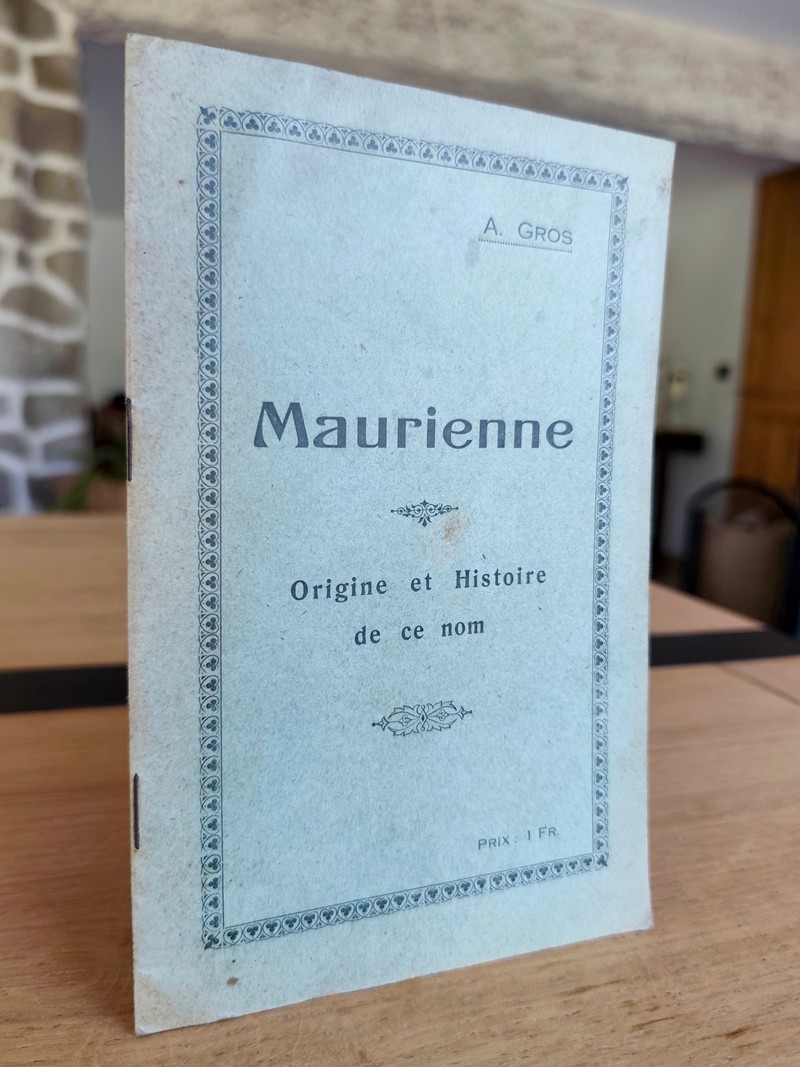 A. GROS
Maurienne
Origine et Histoire
de ce nom
PRIX : 1 FR.